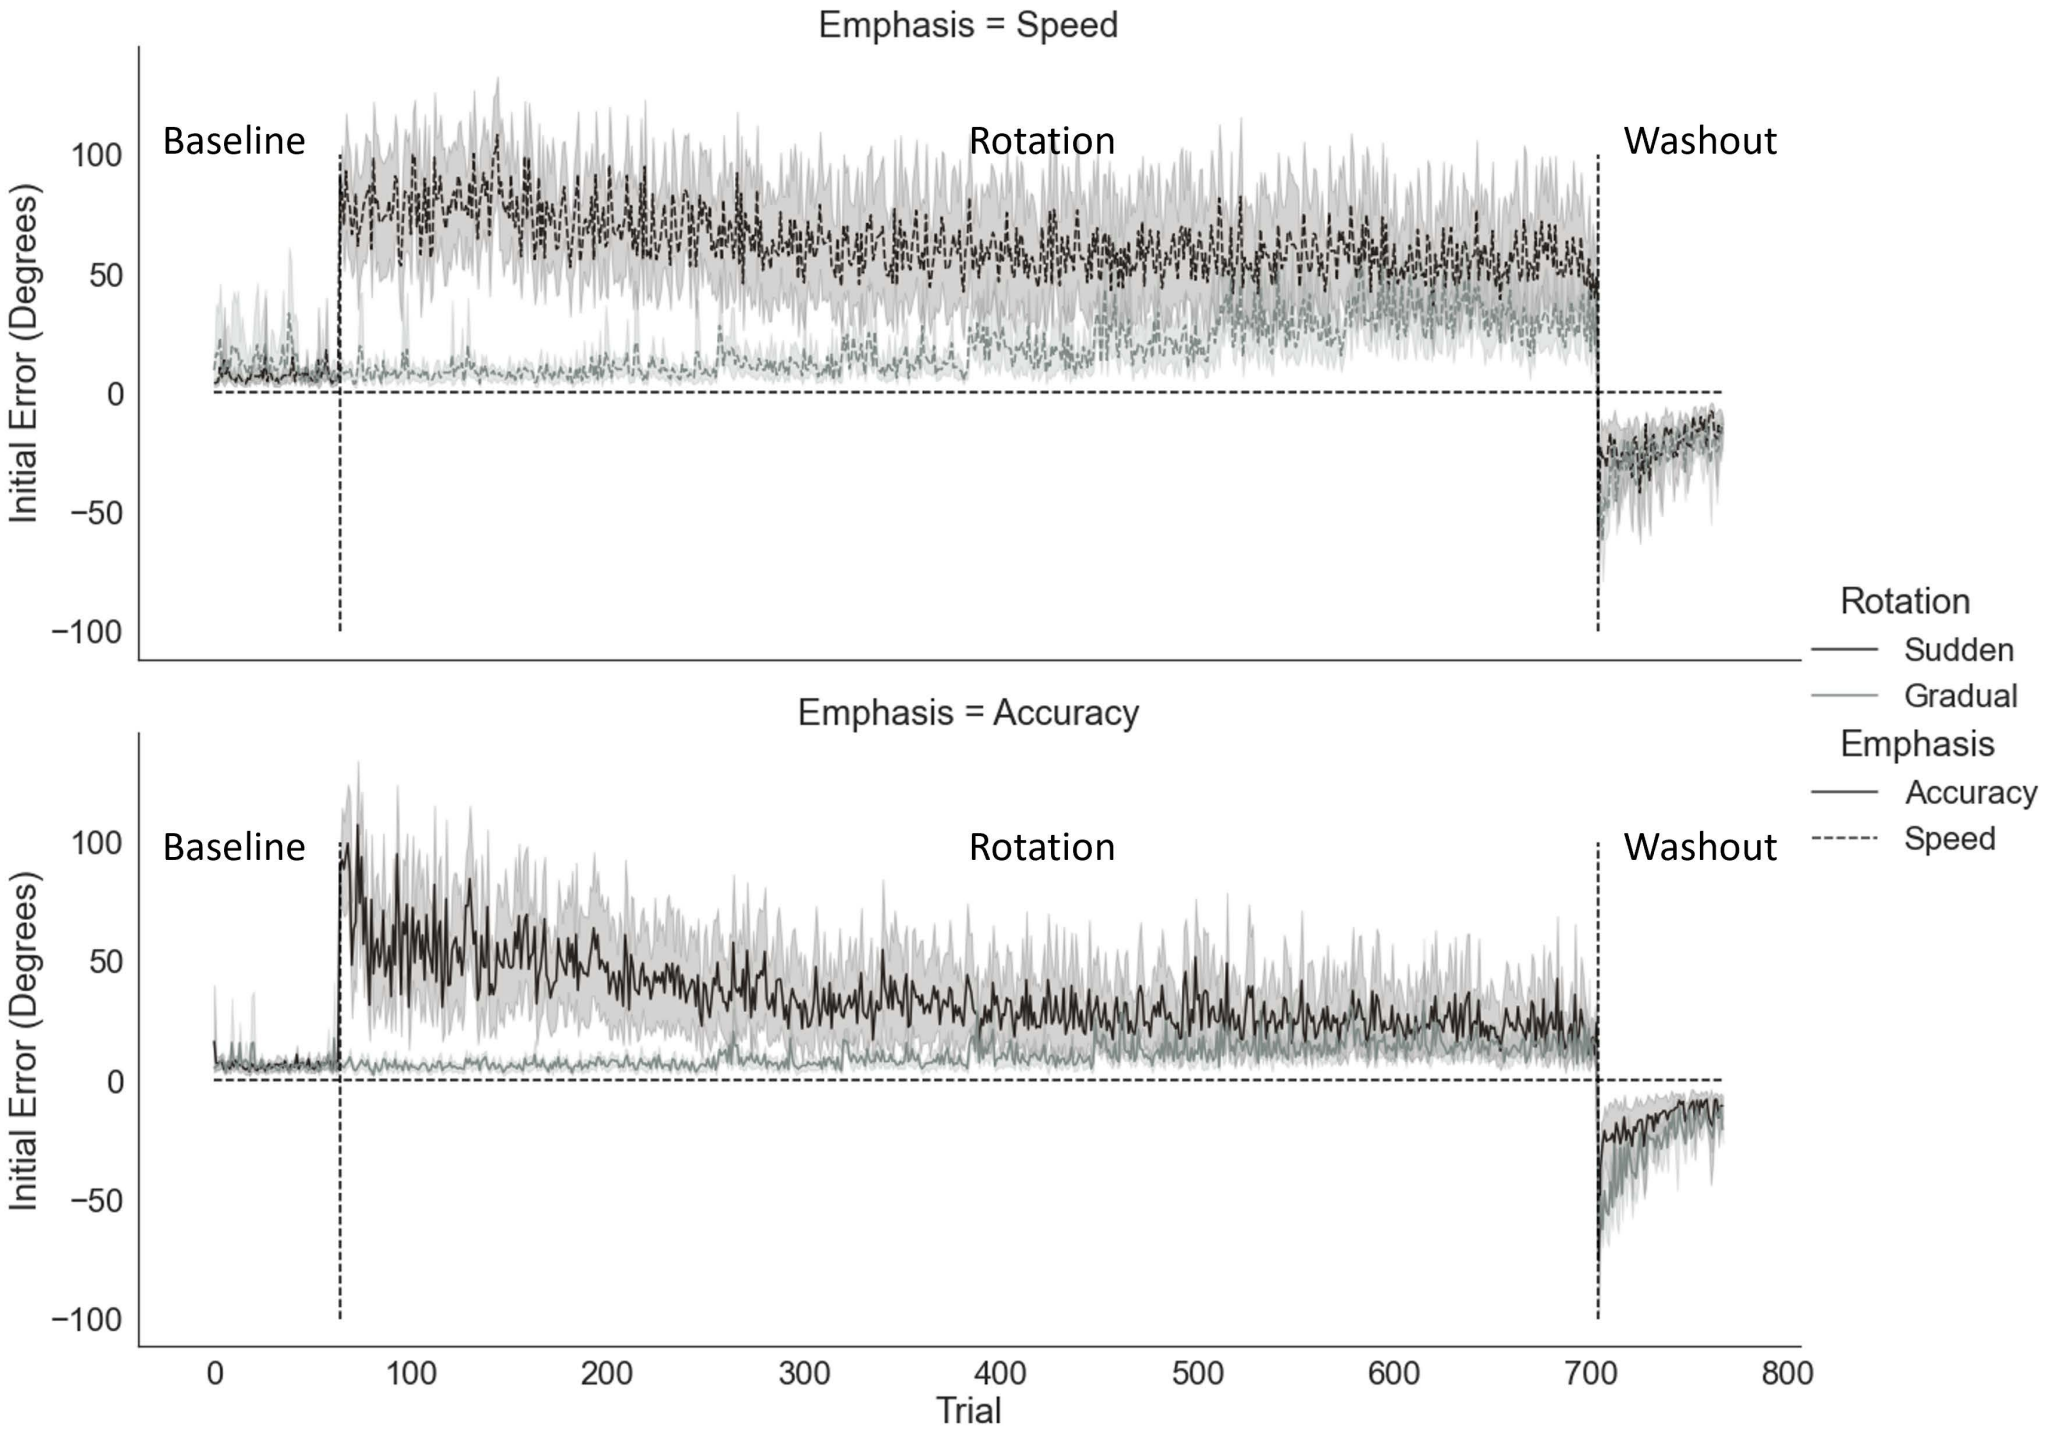 Emphasis = Speed
Baseline
Rotation
Washout
Initial Error (Degrees)
100
50
0
−50
−100
Rotation
Sudden
Gradual
Emphasis
Accuracy
Speed
Emphasis = Accuracy
Baseline
Rotation
Washout
Initial Error (Degrees)
100
50
0
−50
−100
0 100 200 300 400 500 600 700 800
Trial